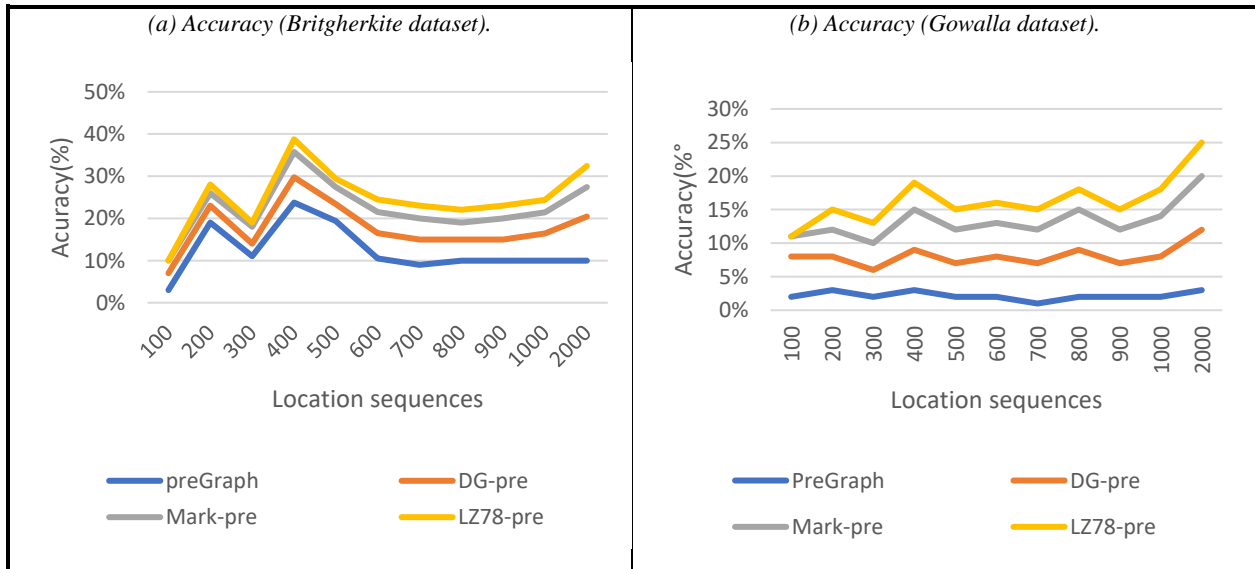 (a) Accuracy (Britgherkite dataset).
50%
40%
30%
20%
10%
0%
Acuracy(%)
100 200 300 400 500 600 700 800 900 1000 2000
Location sequences
preGraph DG-pre
Mark-pre LZ78-pre
(b) Accuracy (Gowalla dataset).
30%
25%
20%
15%
10%
5%
0%
Accuracy(%°
100 200 300 400 500 600 700 800 900 1000 2000
Location sequences
PreGraph DG-pre
Mark-pre LZ78-pre